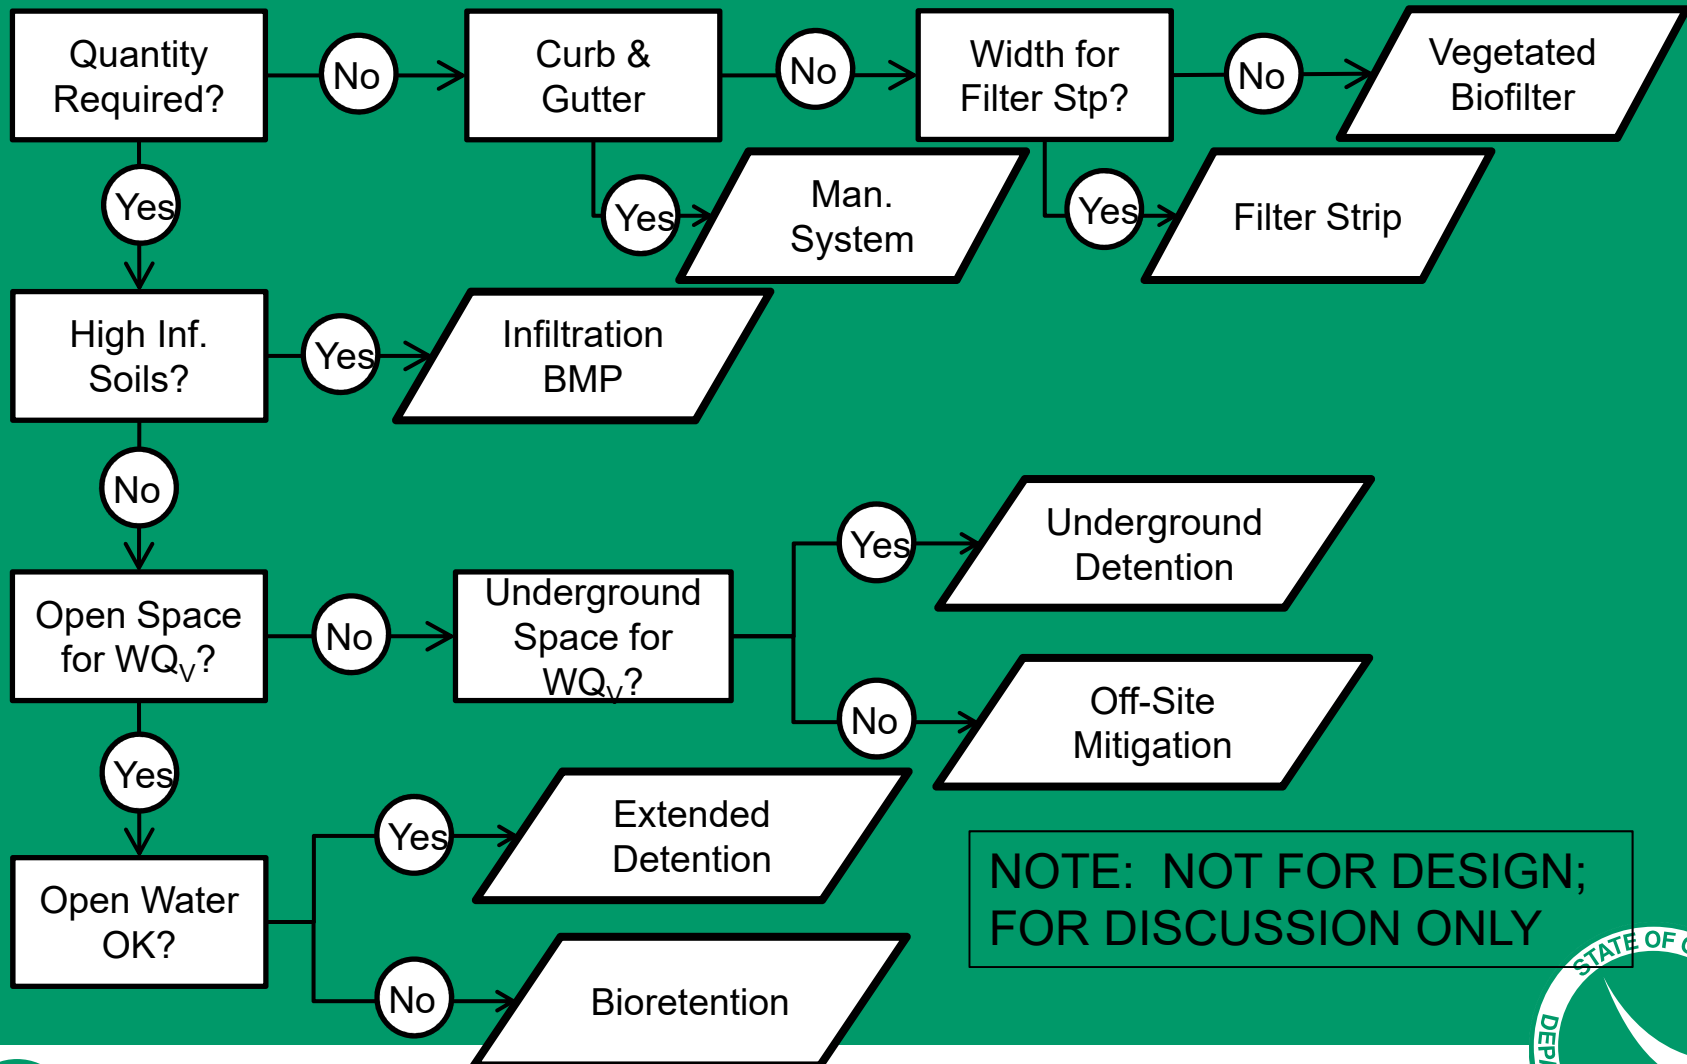 Quantity
Required?
No
Curb &
Gutter
No
Width for
Filter Stp?
No
Vegetated
Biofilter
Yes
Yes
Man.
System
Yes
Filter Strip
High Inf.
Soils?
Yes
Infiltration
BMP
No
Open Space
for WQV?
No
Underground
Space for
WQV?
Yes
Underground
Detention
No
Off-Site
Mitigation
Yes
Open Water
OK?
Yes
Extended
Detention
No
Bioretention
NOTE: NOT FOR DESIGN;
FOR DISCUSSION ONLY
STATE OF